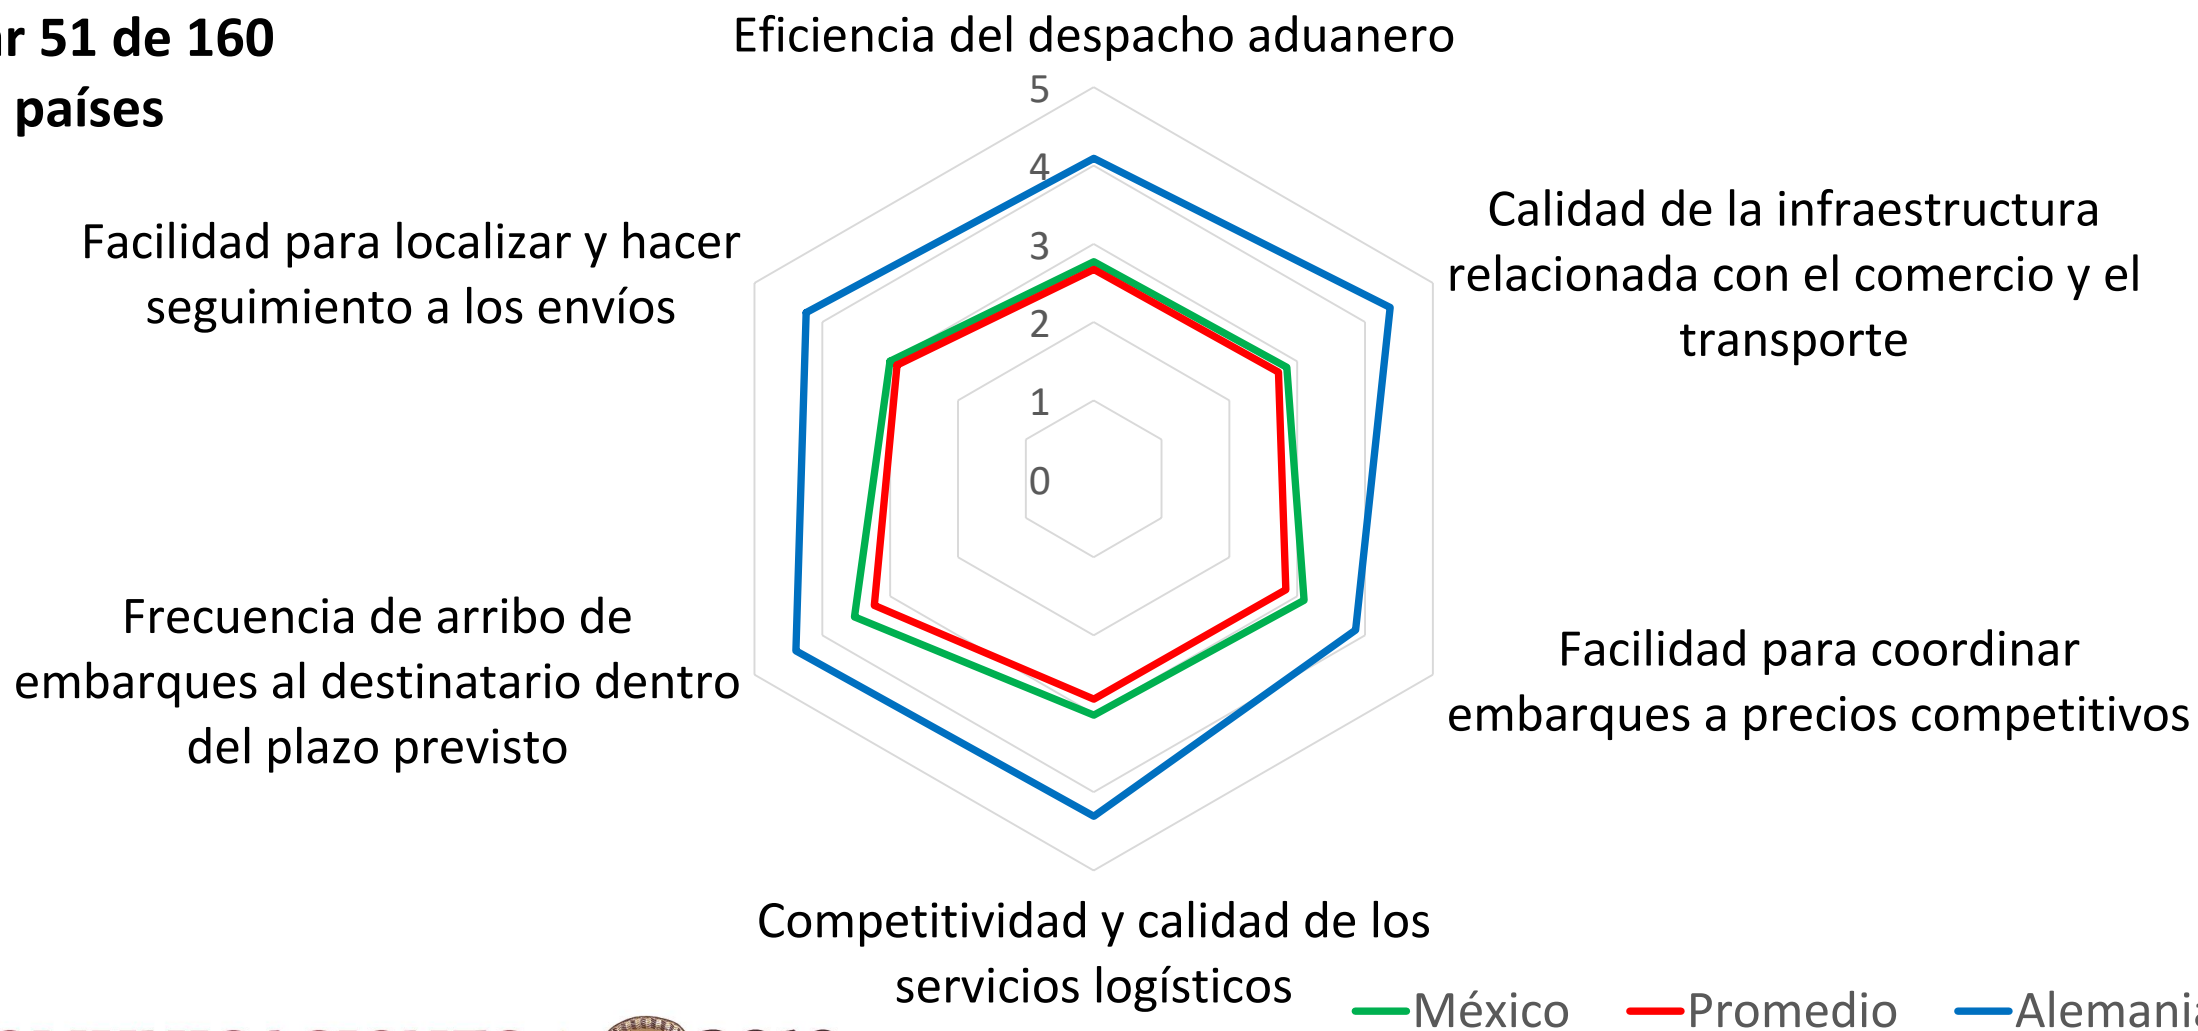 51 de 160
países
Eficiencia del despacho aduanero
5
4
3
2
1
0
Calidad de la infraestructura
relacionada con el comercio y el
transporte
Facilidad para coordinar
embarques a precios competitivos
Competitividad y calidad de los
servicios logísticos
Frecuencia de arribo de
embarques al destinatario dentro
del plazo previsto
Facilidad para localizar y hacer
seguimiento a los envíos
México Promedio Alemania